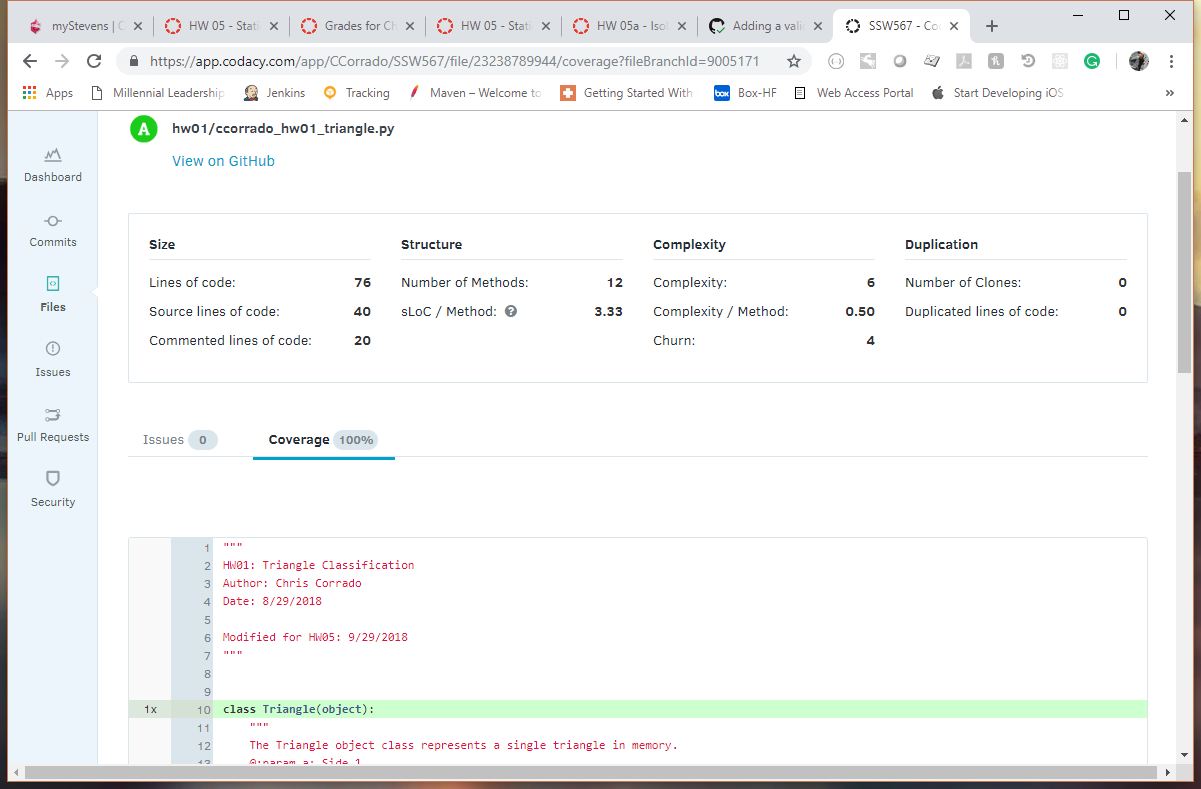 myStevens | C
HW 05 - Stati
Grades for Ch
HW 05 - Stati
HW 05a - Isol
Adding a valid
SSW567 - Co
https://app.codacy.com/app/CCorrado/SSW567/file/23238789944/coverage?fileBranchId=9005171
Apps
Millennial Leadership
Jenkins
Tracking
Maven – Welcome to
Getting Started With
box
Box-HF
Web Access Portal
Start Developing iOS
»
A
hw01/ccorrado_hw01_triangle.py
View on GitHub
Dashboard
Commits
Files
Issues
Pull Requests
Security
Size
Lines of code: 76
Source lines of code: 40
Commented lines of code: 20
Structure
Number of Methods: 12
sLoC / Method: ? 3.33
Complexity
Complexity: 6
Complexity / Method: 0.50
Churn: 4
Duplication
Number of Clones: 0
Duplicated lines of code: 0
Issues 0
Coverage 100%
1 """
2 HW01: Triangle Classification
3 Author: Chris Corrado
4 Date: 8/29/2018
5
6 Modified for HW05: 9/29/2018
7 """
8
9
1x 10 class Triangle(object):
11 """
12 The Triangle object class represents a single triangle in memory.
13 @:param a: Side 1